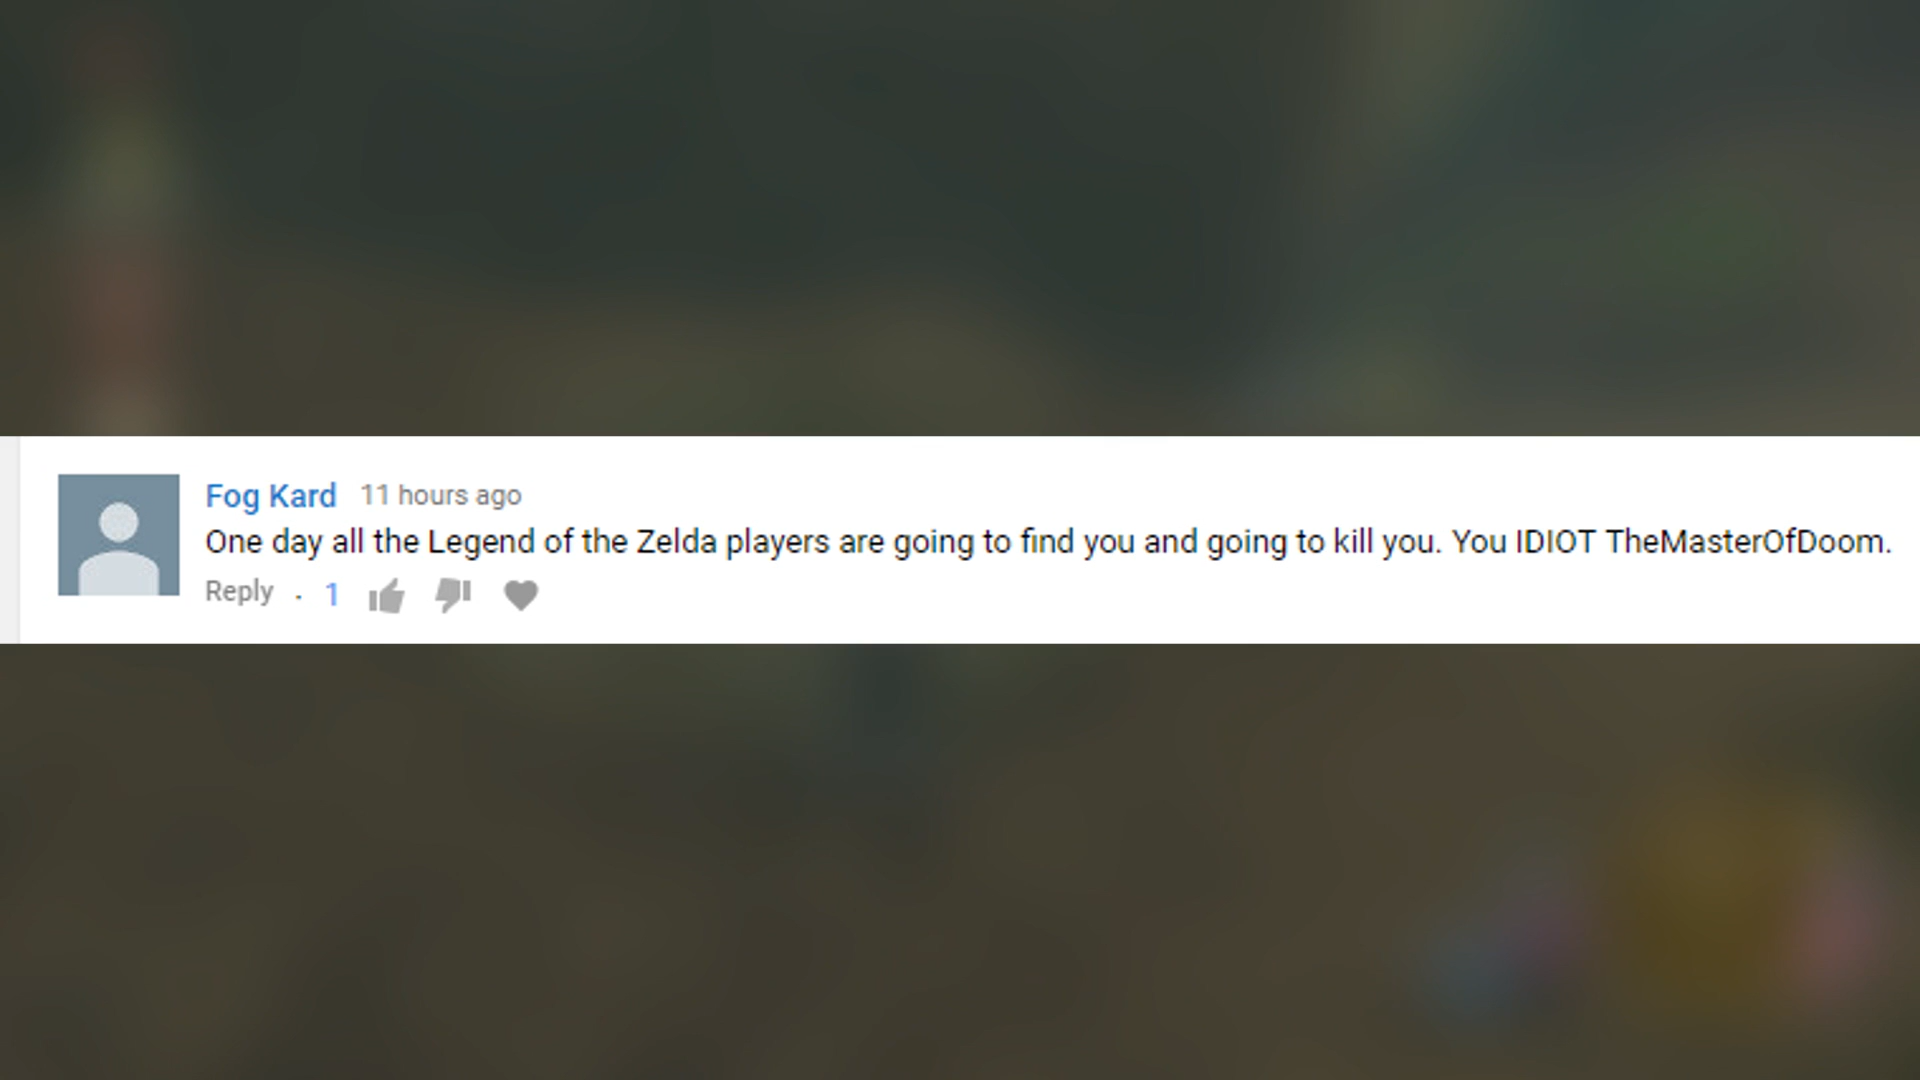 Fog Kard 11 hours ago
One day all the Legend of the Zelda players are going to find you and going to kill you. You IDIOT TheMasterOfDoom.
Reply · 1